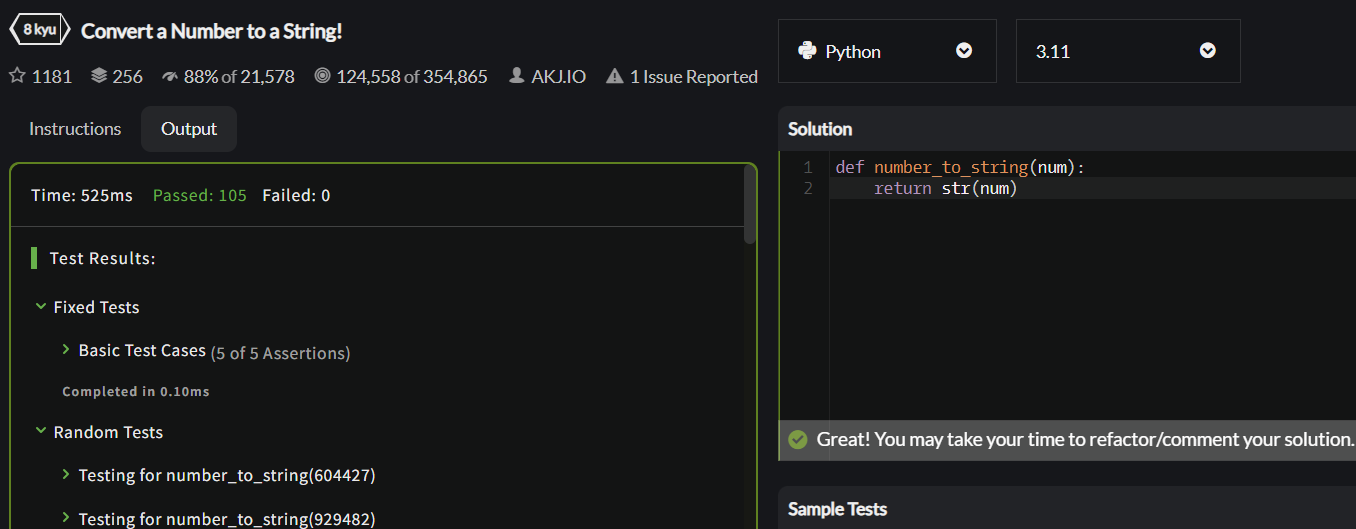 8 kyu Convert a Number to a String!
1181 256 88% of 21,578 124,558 of 354,865 AKJ.IO 1 Issue Reported
Python 3.11
Instructions Output
Time: 525ms Passed: 105 Failed: 0
Test Results:
Fixed Tests
Basic Test Cases (5 of 5 Assertions)
Completed in 0.10ms
Random Tests
Testing for number_to_string(604427)
Testing for number_to_string(929482)
Solution
1 def number_to_string(num):
2     return str(num)
Great! You may take your time to refactor/comment your solution.
Sample Tests